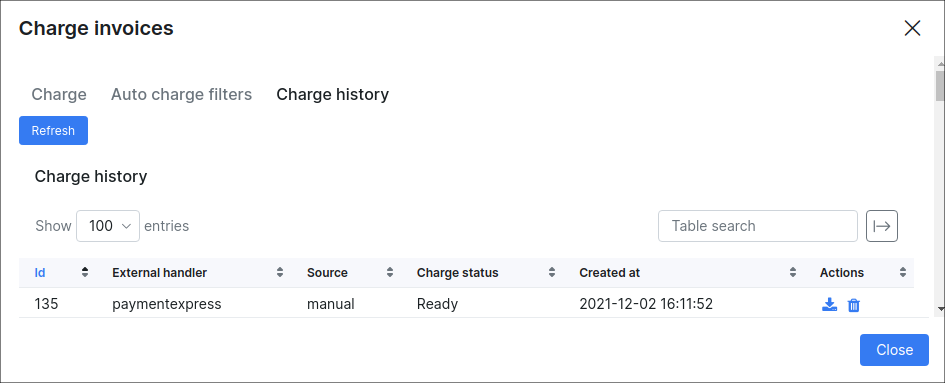 Charge invoices
Charge Auto charge filters Charge history
Refresh
Charge history
Show 100 entries Table search
Id External handler Source Charge status Created at Actions
135 paymentexpress manual Ready 2021-12-02 16:11:52
Close